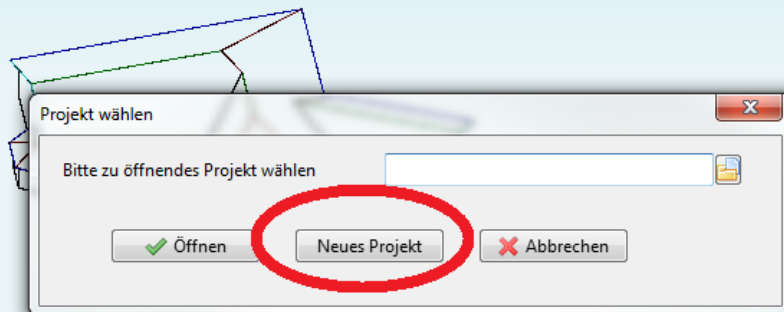 Projekt wählen
Bitte zu öffnendes Projekt wählen
Öffnen Neues Projekt Abbrechen